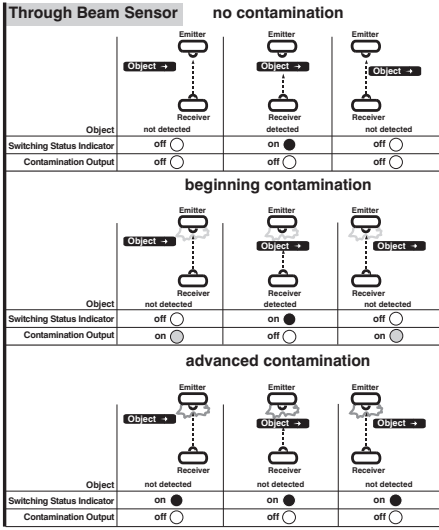 Through Beam Sensor no contamination
Emitter Emitter Emitter
Object → Object → Object →
Receiver Receiver Receiver
Object not detected detected not detected
Switching Status Indicator off on off
Contamination Output off off off
beginning contamination
Emitter Emitter Emitter
Object → Object → Object →
Receiver Receiver Receiver
Object not detected detected not detected
Switching Status Indicator off on off
Contamination Output on off on
advanced contamination
Emitter Emitter Emitter
Object → Object → Object →
Receiver Receiver Receiver
Object not detected not detected not detected
Switching Status Indicator on on on
Contamination Output off off off